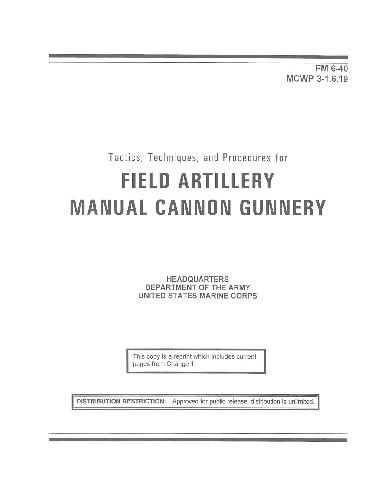 FM 6-40
MCWP 3-1.6.19
Tactics, Techniques, and Procedures for
FIELD ARTILLERY
MANUAL CANNON GUNNERY
HEADQUARTERS
DEPARTMENT OF THE ARMY
UNITED STATES MARINE CORPS
This copy is a reprint which includes current
pages from Change 1
DISTRIBUTION RESTRICTION: Approved for public release, distribution is unlimited.